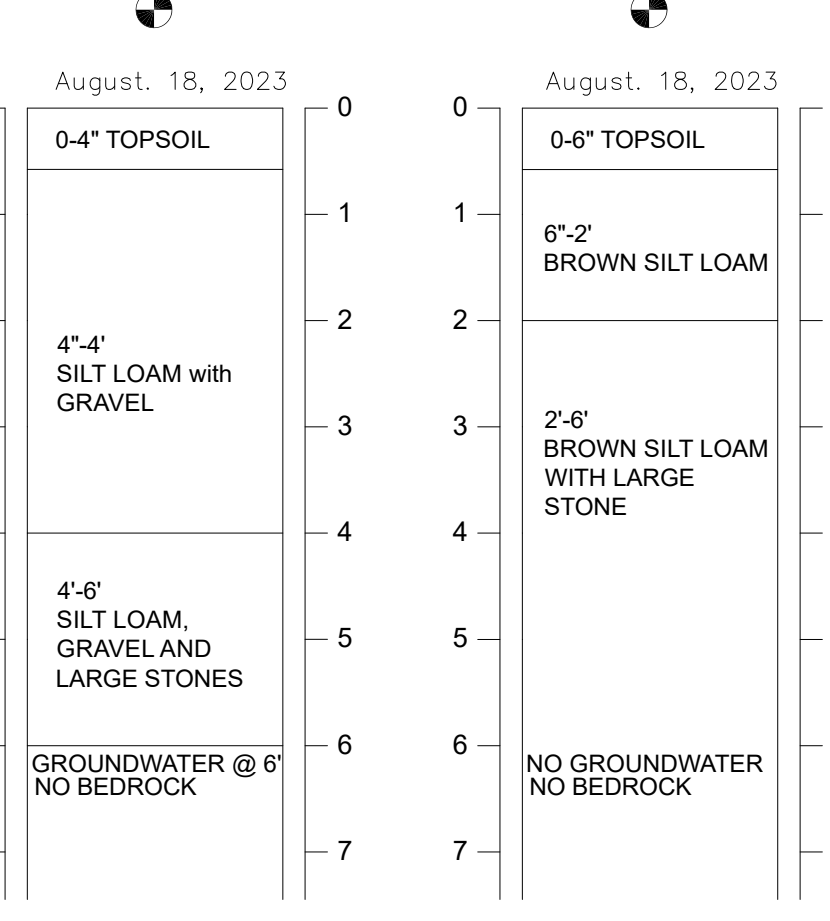 August. 18, 2023
0-4" TOPSOIL
4"-4'
SILT LOAM with
GRAVEL
4'-6'
SILT LOAM,
GRAVEL AND
LARGE STONES
GROUNDWATER @ 6'
NO BEDROCK
0
1
2
3
4
5
6
7
August. 18, 2023
0
1
2
3
4
5
6
7
0-6" TOPSOIL
6"-2'
BROWN SILT LOAM
2'-6'
BROWN SILT LOAM
WITH LARGE
STONE
NO GROUNDWATER
NO BEDROCK